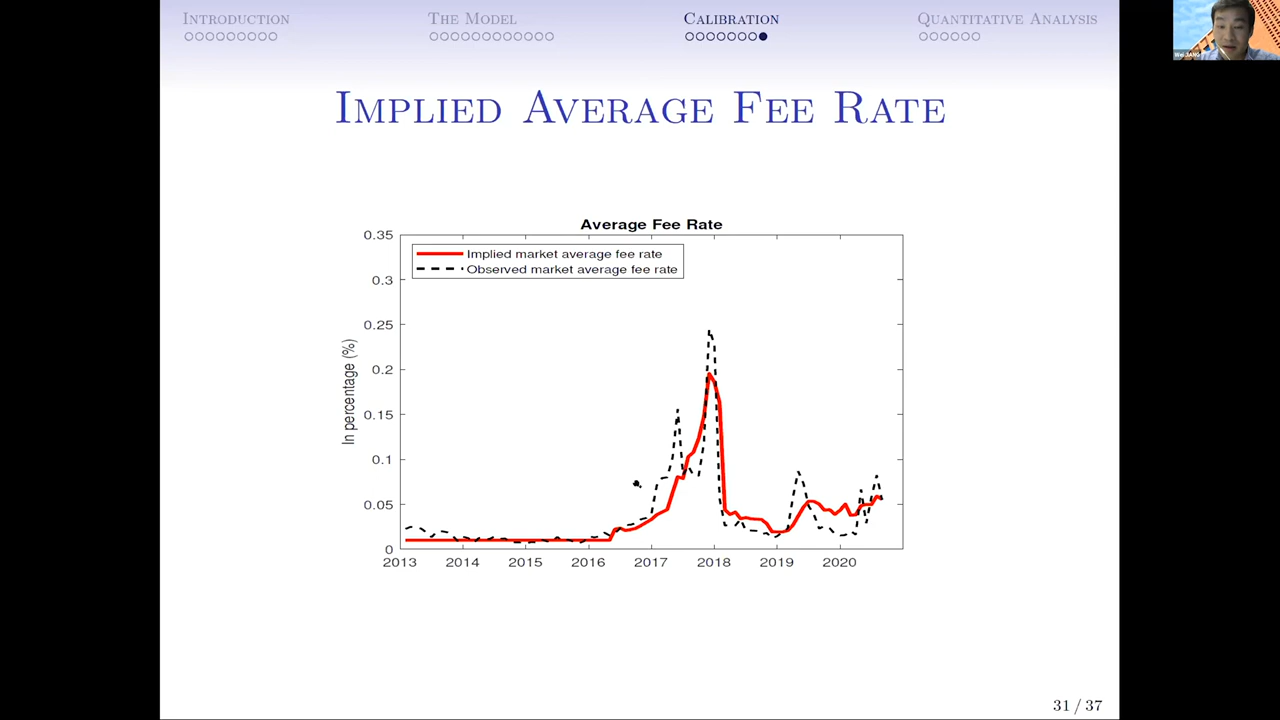 INTRODUCTION THE MODEL CALIBRATION QUANTITATIVE ANALYSIS
IMPLIED AVERAGE FEE RATE
Average Fee Rate
Implied market average fee rate
Observed market average fee rate
In percentage (%)
0.35
0.3
0.25
0.2
0.15
0.1
0.05
0
2013 2014 2015 2016 2017 2018 2019 2020
31 / 37